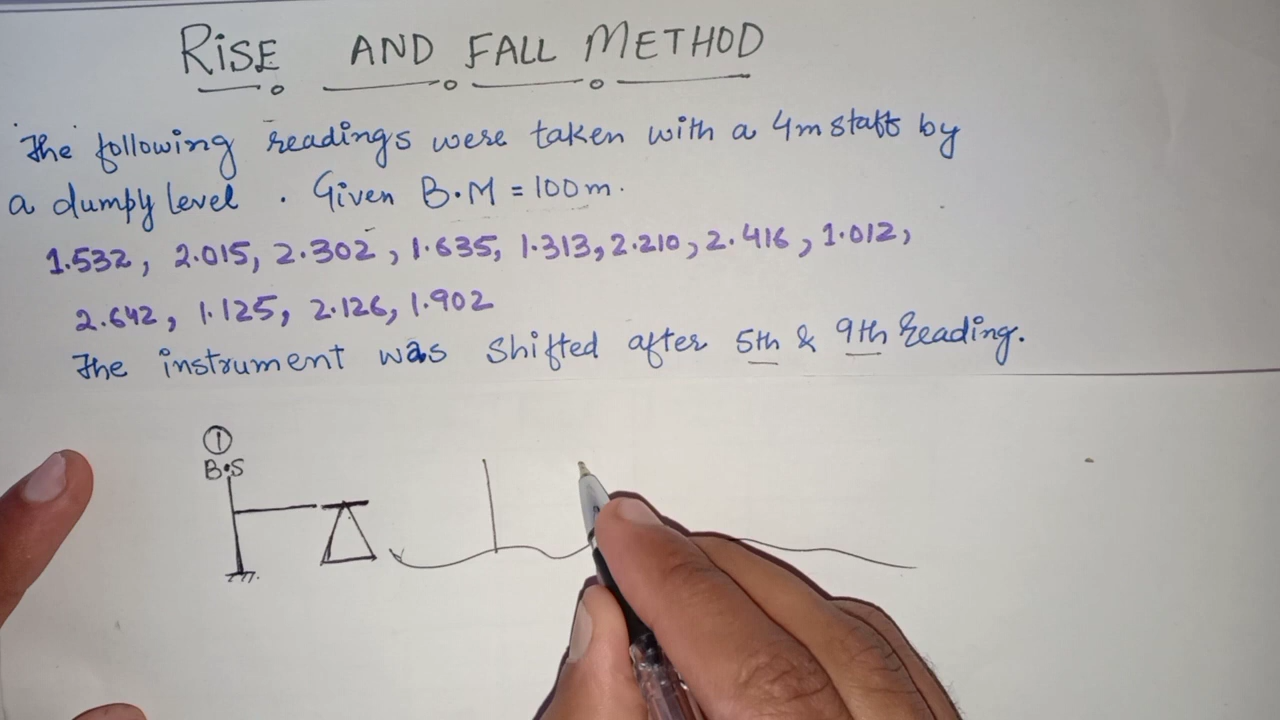 RISE AND FALL METHOD
The following readings were taken with a 4m staff by
a dumpy level . Given B.M = 100m.
1.532, 2.015, 2.302, 1.635, 1.313, 2.210, 2.416, 1.012,
2.642, 1.125, 2.126, 1.902
The instrument was shifted after 5th & 9th reading.
1
B.S